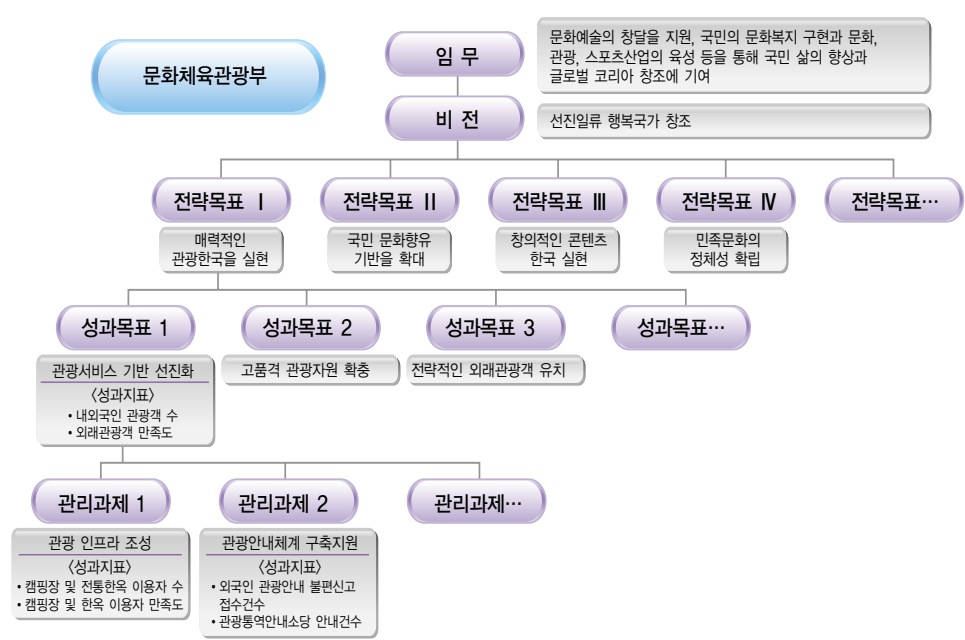 문화체육관광부
임 무
문화예술의 창달을 지원, 국민의 문화복지 구현과 문화,
관광, 스포츠산업의 육성 등을 통해 국민 삶의 향상과
글로벌 코리아 창조에 기여
비 전
선진일류 행복국가 창조
전략목표 Ⅰ
전략목표 Ⅱ
전략목표 Ⅲ
전략목표 Ⅳ
전략목표…
매력적인
관광한국을 실현
국민 문화향유
기반을 확대
창의적인 콘텐츠
한국 실현
민족문화의
정체성 확립
성과목표 1
성과목표 2
성과목표 3
성과목표…
관광서비스 기반 선진화
〈성과지표〉
• 내외국인 관광객 수
• 외래관광객 만족도
고품격 관광자원 확충
전략적인 외래관광객 유치
관리과제 1
관리과제 2
관리과제…
관광 인프라 조성
〈성과지표〉
• 캠핑장 및 전통한옥 이용자 수
• 캠핑장 및 한옥 이용자 만족도
관광안내체계 구축지원
〈성과지표〉
• 외국인 관광안내 불편신고
접수건수
• 관광통역안내소당 안내건수